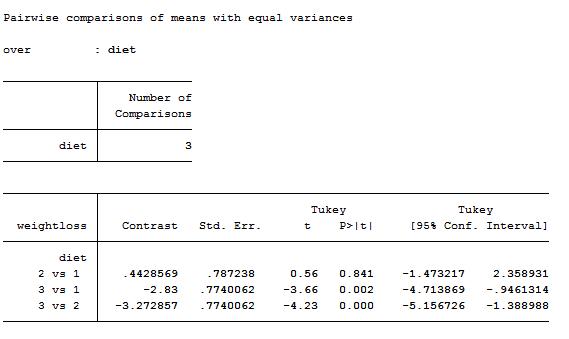 Pairwise comparisons of means with equal variances
over : diet
Number of
Comparisons
diet 3
Tukey Tukey
weightloss Contrast Std. Err. t P>|t| [95% Conf. Interval]
diet
2 vs 1 .4428569 .787238 0.56 0.841 -1.473217 2.358931
3 vs 1 -2.83 .7740062 -3.66 0.002 -4.713869 -.9461314
3 vs 2 -3.272857 .7740062 -4.23 0.000 -5.156726 -1.388988